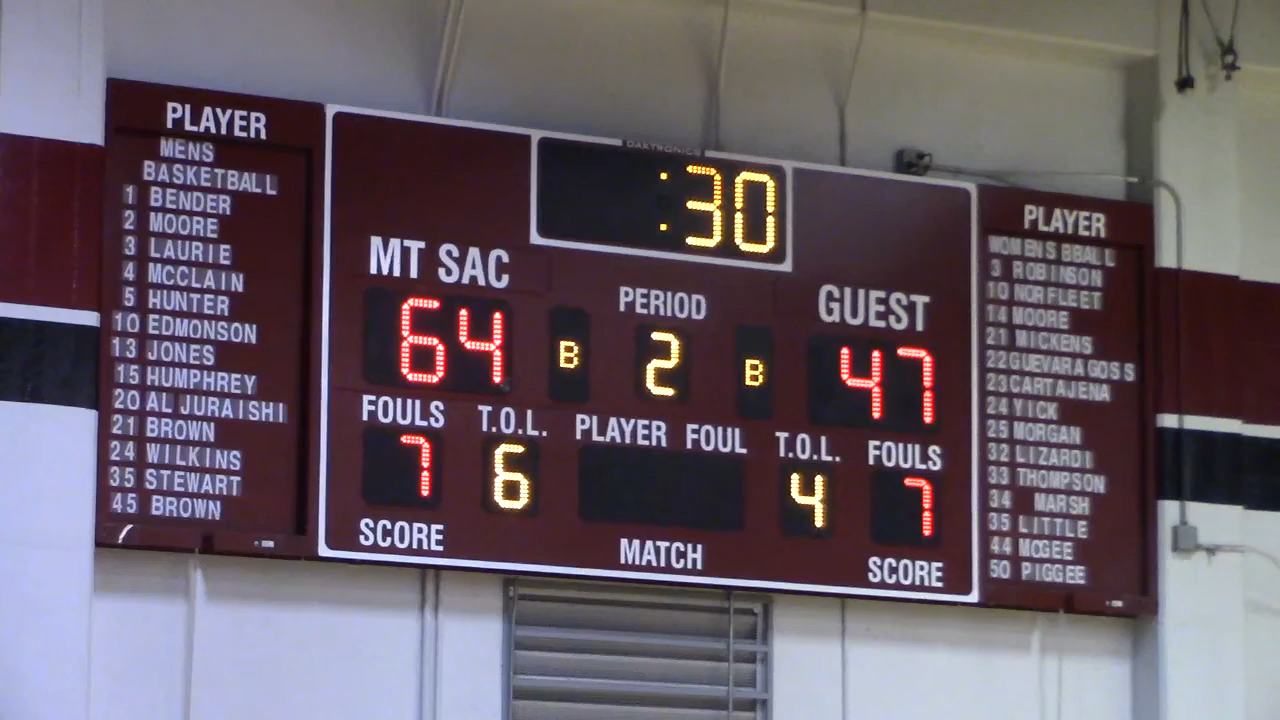 PLAYER
MENS
BASKETBALL
1 BENDER
2 MOORE
3 LAURIE
4 MCCLAIN
5 HUNTER
10 EDMONSON
13 JONES
15 HUMPHREY
20 AL JURAISHI
21 BROWN
24 WILKINS
35 STEWART
45 BROWN
DAKTRONICS
:30
MT SAC
PERIOD
GUEST
64 B 2 B 47
FOULS T.O.L. PLAYER FOUL T.O.L. FOULS
7 6 4 7
SCORE MATCH SCORE
PLAYER
WOMENS BBALL
3 ROBINSON
10 NORFLEET
14 MOORE
21 MICKENS
22 GUEVARA GOSS
23 CARTAJENA
24 YICK
25 MORGAN
32 LIZARDI
33 THOMPSON
34 MARSH
35 LITTLE
44 MCGEE
50 PIGGEE